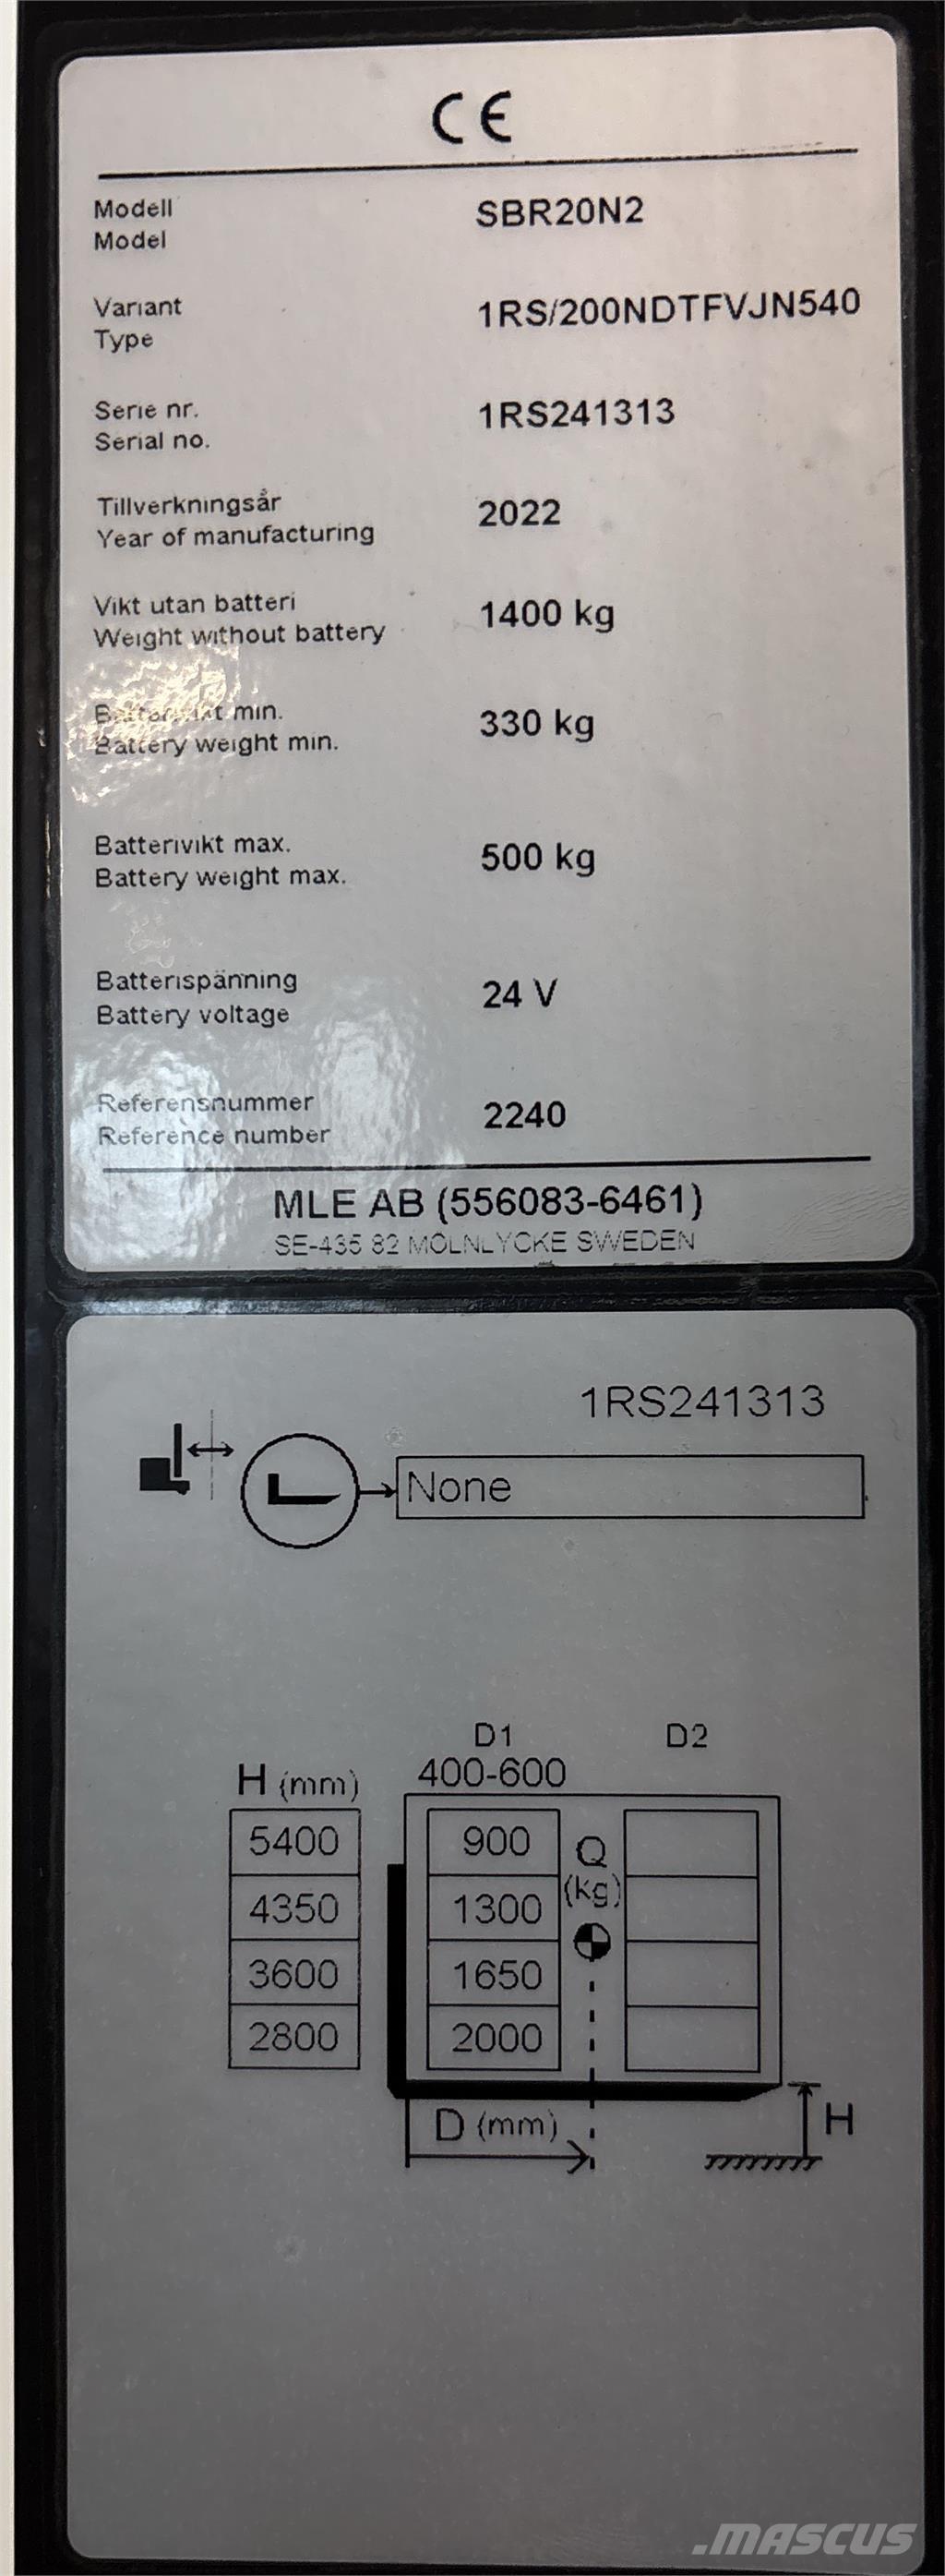 CE
Modell
Model
SBR20N2
Variant
Type
1RS/200NDTFVJN540
Serie nr.
Serial no.
1RS241313
Tillverkningsår
Year of manufacturing
2022
Vikt utan batteri
Weight without battery
1400 kg
Batterivikt min.
Battery weight min.
330 kg
Batterivikt max.
Battery weight max.
500 kg
Batterispänning
Battery voltage
24 V
Referensnummer
Reference number
2240
MLE AB (556083-6461)
SE-435 82 MÖLNLYCKE SWEDEN
1RS241313
None
D1 D2
H (mm) 400-600
5400 900 Q
4350 1300 (kg)
3600 1650
2800 2000
D (mm) H
.MASCUS